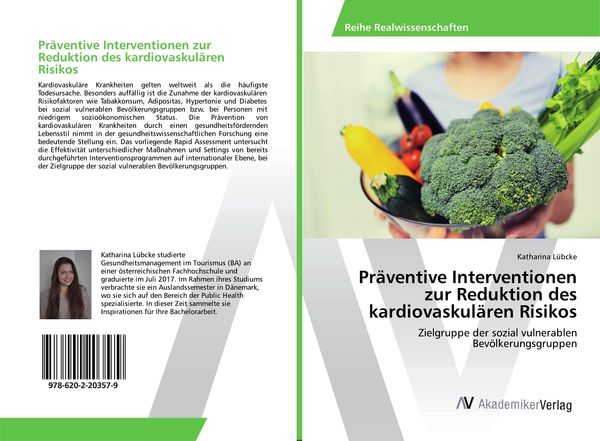 Präventive Interventionen zur
Reduktion des kardiovaskulären
Risikos
Kardiovaskuläre Krankheiten gelten weltweit als die häufigste
Todesursache. Besonders auffällig ist die Zunahme der kardiovaskulären
Risikofaktoren wie Tabakkonsum, Adipositas, Hypertonie und Diabetes
bei sozial vulnerablen Bevölkerungsgruppen bzw. bei Personen mit
niedrigem sozioökonomischen Status. Die Prävention von
kardiovaskulären Krankheiten durch einen gesundheitsfördernden
Lebensstil nimmt in der gesundheitswissenschaftlichen Forschung eine
bedeutende Stellung ein. Das vorliegende Rapid Assessment untersucht
die Effektivität unterschiedlicher Maßnahmen und Settings von bereits
durchgeführten Interventionsprogrammen auf internationaler Ebene, bei
der Zielgruppe der sozial vulnerablen Bevölkerungsgruppen.
Katharina Lübcke studierte
Gesundheitsmanagement im Tourismus (BA) an
einer österreichischen Fachhochschule und
graduierte im Juli 2017. Im Rahmen ihres Studiums
verbrachte sie ein Auslandssemester in Dänemark,
wo sie sich auf den Bereich der Public Health
spezialisierte. In dieser Zeit sammelte sie
Inspirationen für Ihre Bachelorarbeit.
978-620-2-20357-9
Reihe Realwissenschaften
Katharina Lübcke
Präventive Interventionen
zur Reduktion des
kardiovaskulären Risikos
Zielgruppe der sozial vulnerablen
Bevölkerungsgruppen
AV AkademikerVerlag